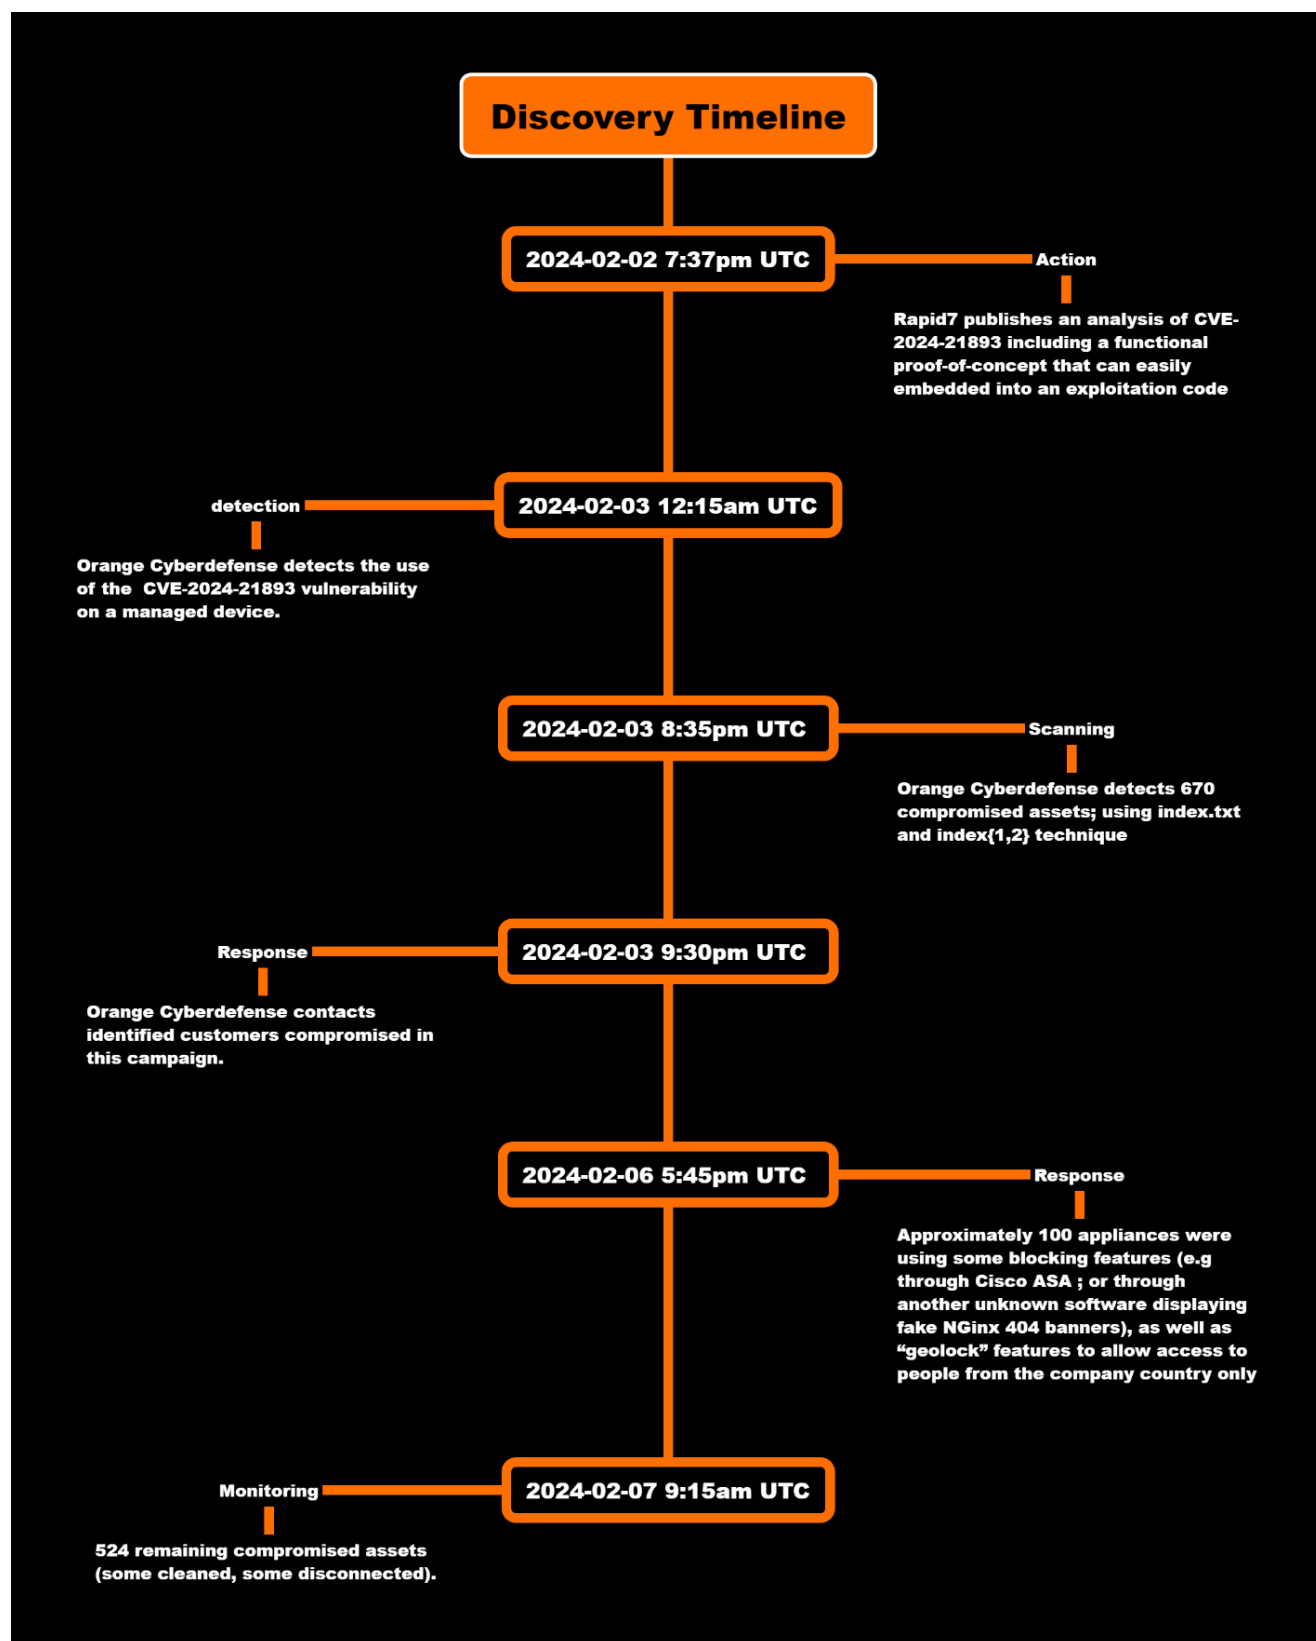 Discovery Timeline
2024-02-02 7:37pm UTC
Action
Rapid7 publishes an analysis of CVE-
2024-21893 including a functional
proof-of-concept that can easily
embedded into an exploitation code
2024-02-03 12:15am UTC
detection
Orange Cyberdefense detects the use
of the  CVE-2024-21893 vulnerability
on a managed device.
2024-02-03 8:35pm UTC
Scanning
Orange Cyberdefense detects 670
compromised assets; using index.txt
and index{1,2} technique
2024-02-03 9:30pm UTC
Response
Orange Cyberdefense contacts
identified customers compromised in
this campaign.
2024-02-06 5:45pm UTC
Response
Approximately 100 appliances were
using some blocking features (e.g
through Cisco ASA ; or through
another unknown software displaying
fake NGinx 404 banners), as well as
“geolock” features to allow access to
people from the company country only
2024-02-07 9:15am UTC
Monitoring
524 remaining compromised assets
(some cleaned, some disconnected).